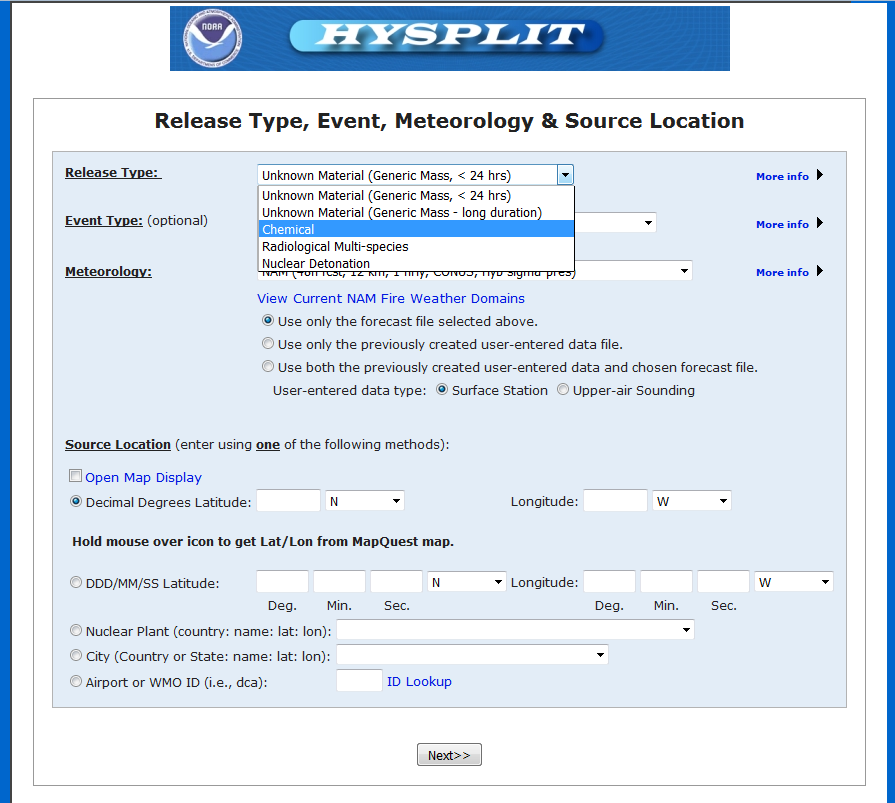 NOAA
HYSPLIT
Release Type, Event, Meteorology & Source Location
Release Type: Unknown Material (Generic Mass, < 24 hrs) More info
Unknown Material (Generic Mass, < 24 hrs)
Unknown Material (Generic Mass - long duration)
Event Type: (optional) More info
Chemical
Radiological Multi-species
Nuclear Detonation
Meteorology: NAM (48h fcst, 12 km, 1 hrly, CONUS, hyb sigma-pres) More info
View Current NAM Fire Weather Domains
Use only the forecast file selected above.
Use only the previously created user-entered data file.
Use both the previously created user-entered data and chosen forecast file.
User-entered data type: Surface Station Upper-air Sounding
Source Location (enter using one of the following methods):
Open Map Display
Decimal Degrees Latitude: N Longitude: W
Hold mouse over icon to get Lat/Lon from MapQuest map.
DDD/MM/SS Latitude: N Longitude: W
Deg. Min. Sec. Deg. Min. Sec.
Nuclear Plant (country: name: lat: lon):
City (Country or State: name: lat: lon):
Airport or WMO ID (i.e., dca): ID Lookup
Next>>